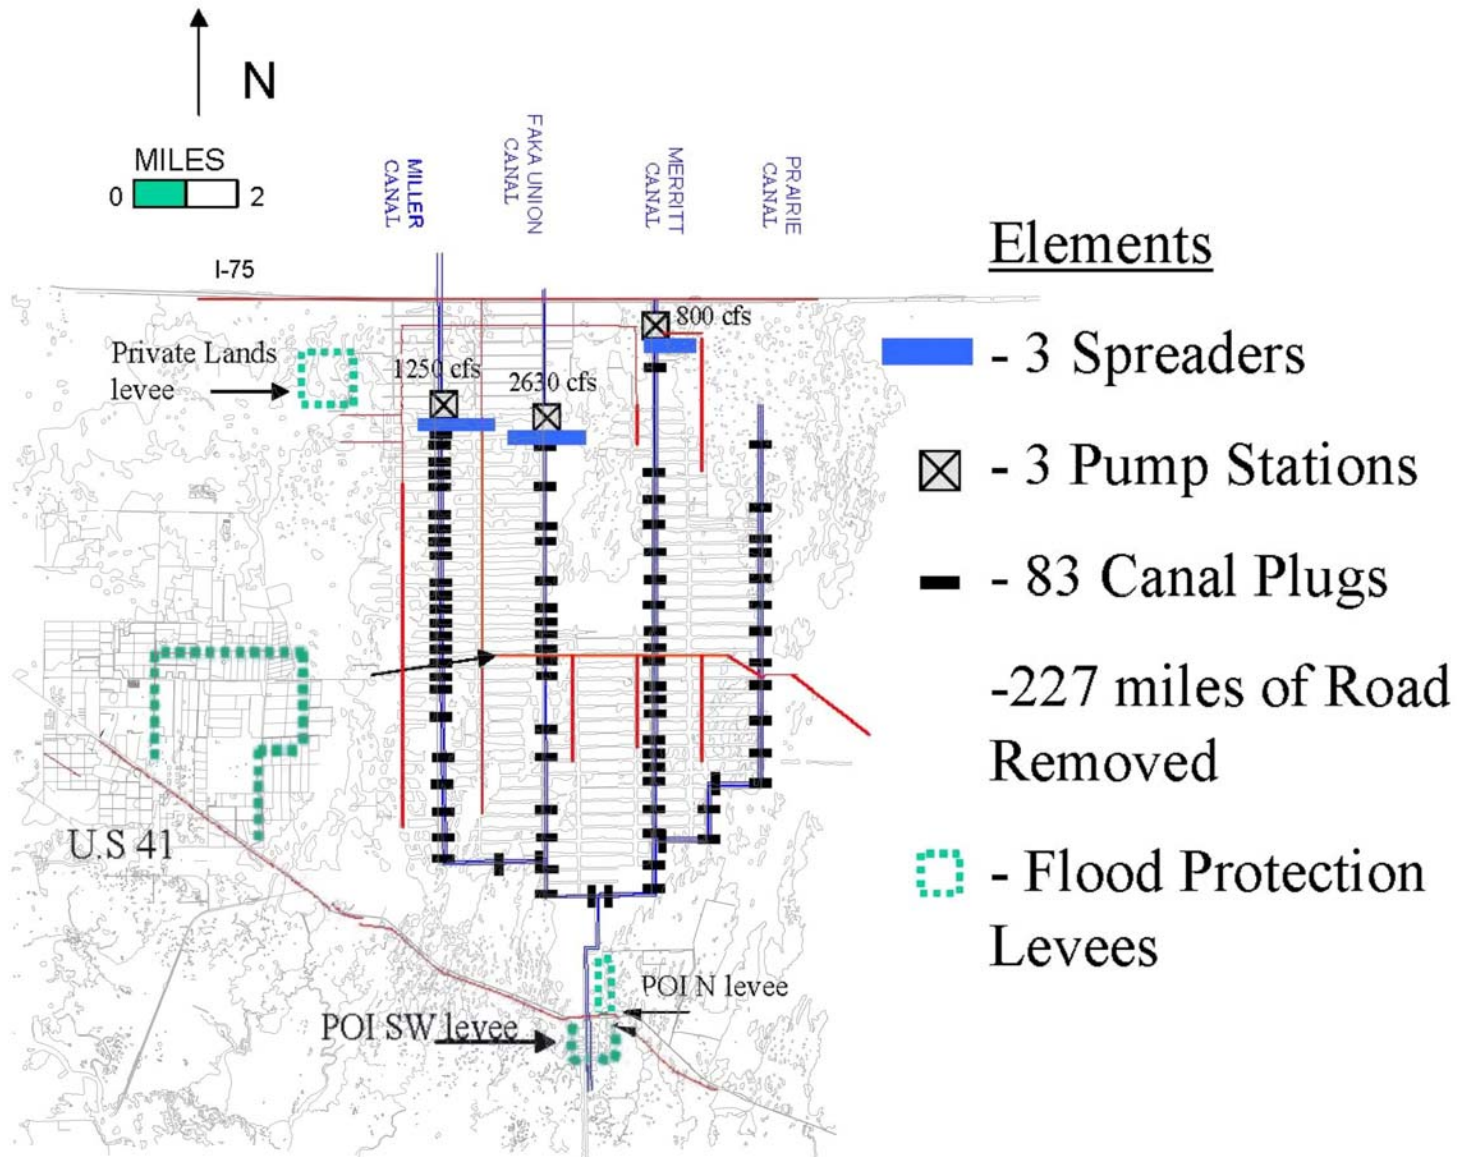 N
MILES
0 2
MILLER
CANAL
FAKA UNION
CANAL
MERRITT
CANAL
PRAIRIE
CANAL
I-75
800 cfs
Private Lands
levee
1250 cfs
2630 cfs
U.S 41
POI N levee
POI SW levee
Elements
- 3 Spreaders
- 3 Pump Stations
- 83 Canal Plugs
-227 miles of Road
Removed
- Flood Protection
Levees